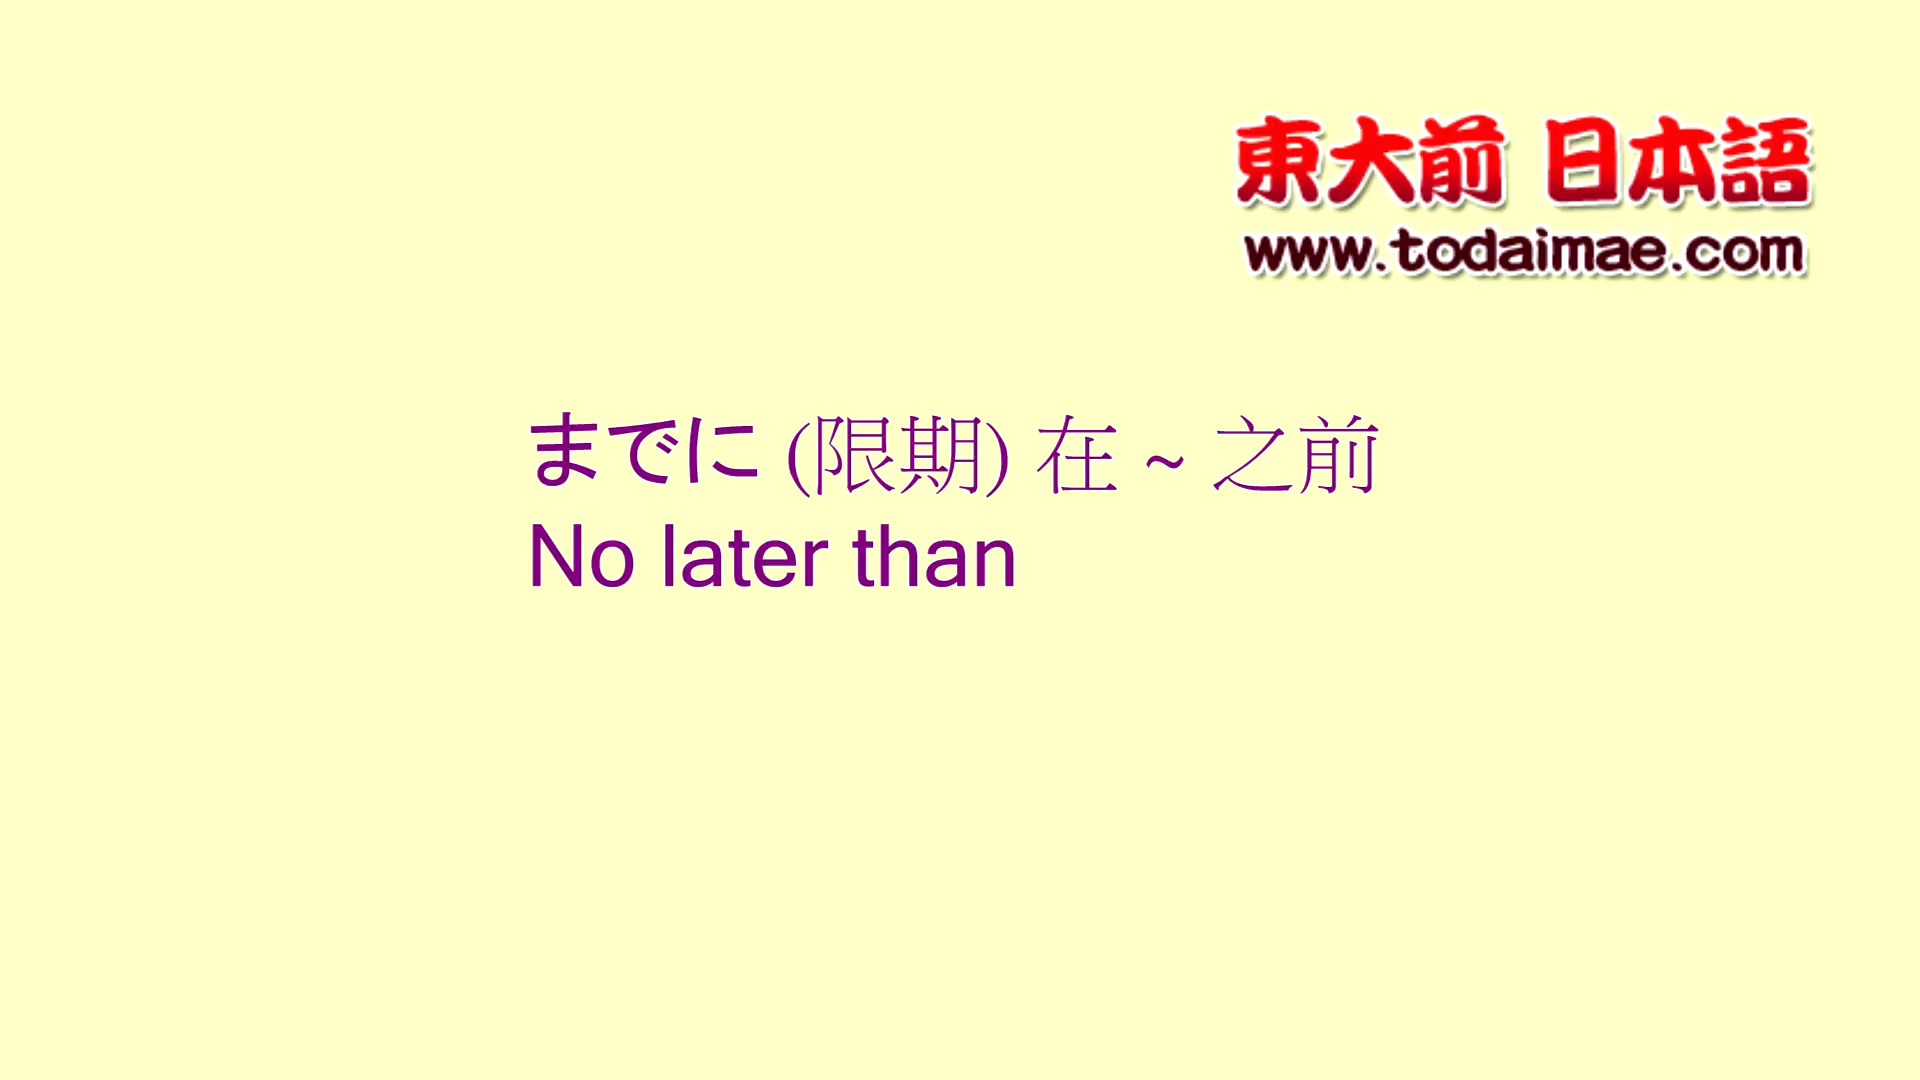 東大前 日本語
www.todaimae.com
までに (限期) 在 ~ 之前
No later than